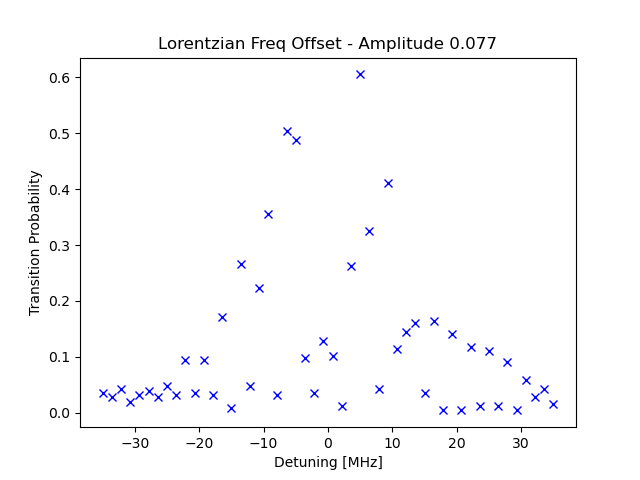 Lorentzian Freq Offset - Amplitude 0.077
0.6
0.5
0.4
0.3
0.2
0.1
0.0
Transition Probability
−30 −20 −10 0 10 20 30
Detuning [MHz]